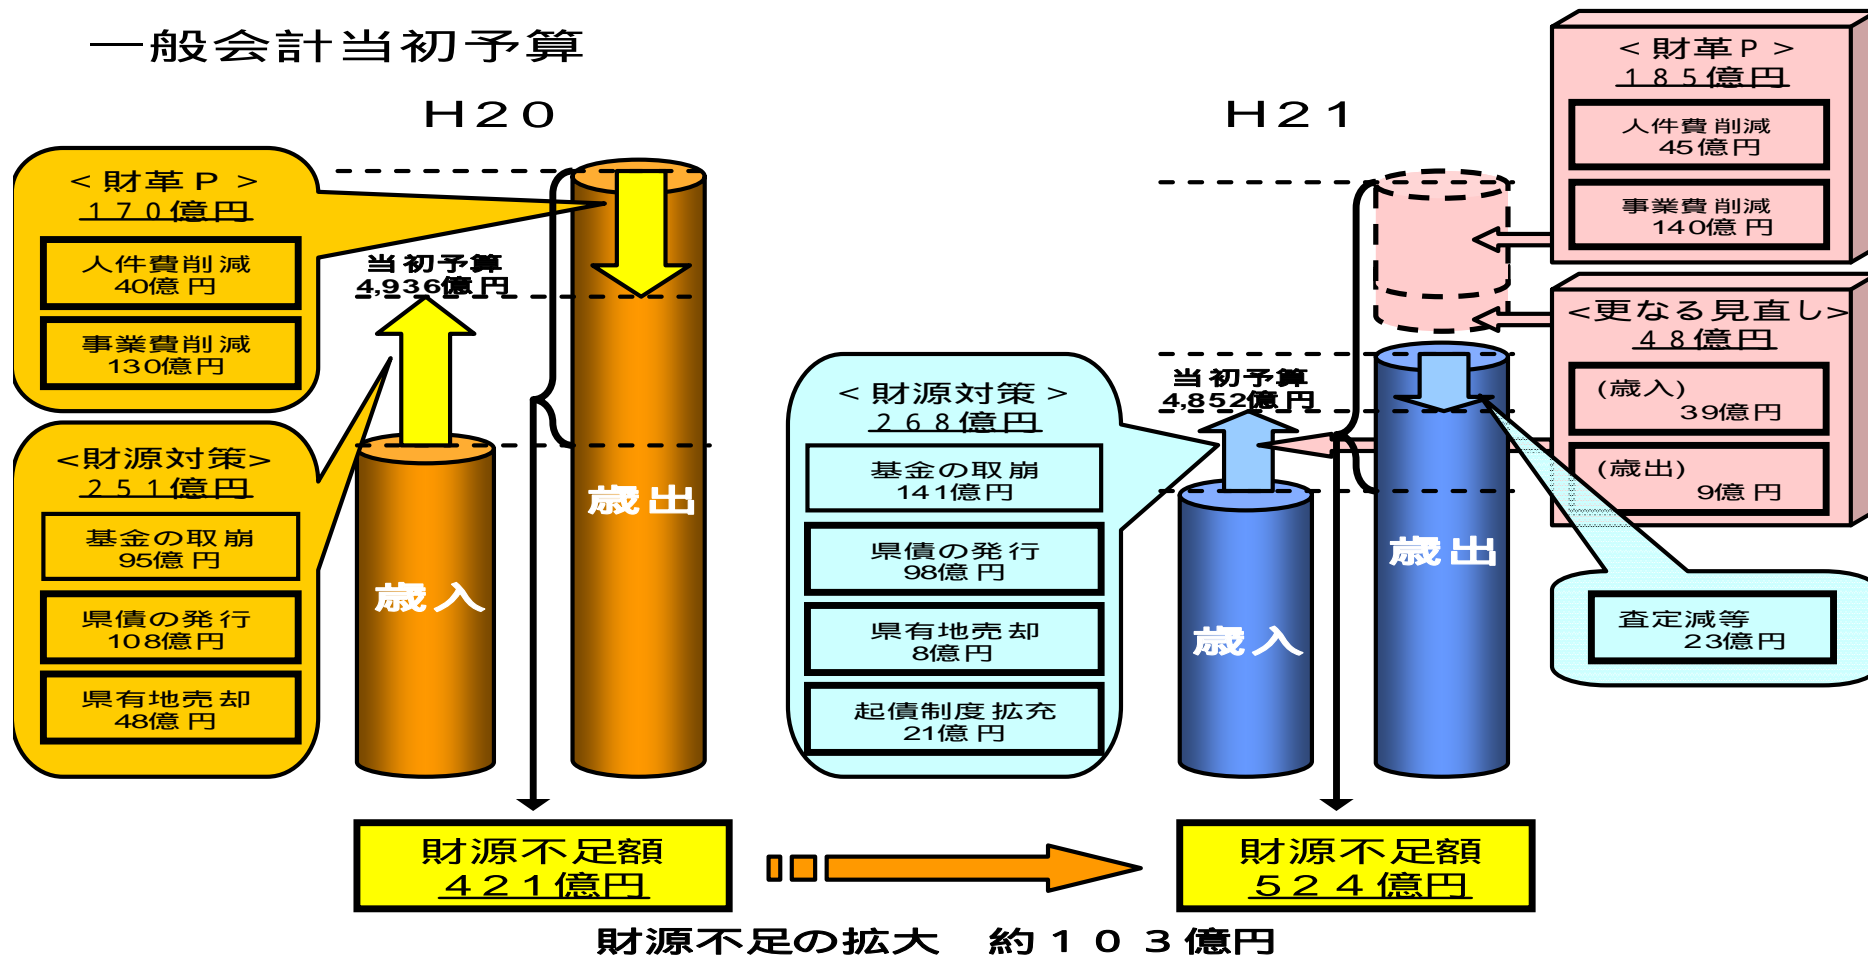 一般会計当初予算
H20
<財革P>
170億円
人件費削減
40億円
事業費削減
130億円
<財源対策>
251億円
基金の取崩
95億円
県債の発行
108億円
県有地売却
48億円
当初予算
4,936億円
歳入
歳出
財源不足額
421億円
H21
<財源対策>
268億円
基金の取崩
141億円
県債の発行
98億円
県有地売却
8億円
起債制度拡充
21億円
当初予算
4,852億円
歳入
歳出
<財革P>
185億円
人件費削減
45億円
事業費削減
140億円
<更なる見直し>
48億円
(歳入)
39億円
(歳出)
9億円
査定減等
23億円
財源不足額
524億円
財源不足の拡大 約103億円